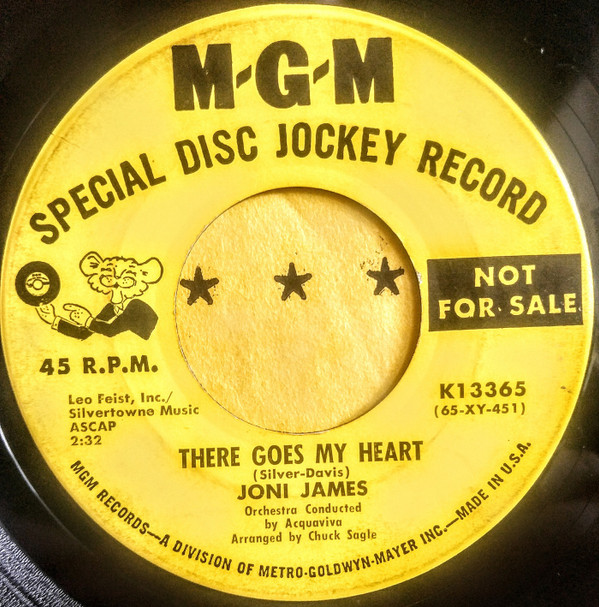 M-G-M
SPECIAL DISC JOCKEY RECORD
NOT
FOR SALE
45 R.P.M.
Leo Feist, Inc./
Silvertowne Music
ASCAP
2:32
K13365
(65-XY-451)
THERE GOES MY HEART
(Silver-Davis)
JONI JAMES
Orchestra Conducted
by Acquaviva
Arranged by Chuck Sagle
MGM RECORDS—A DIVISION OF METRO-GOLDWYN-MAYER INC.—MADE IN U.S.A.